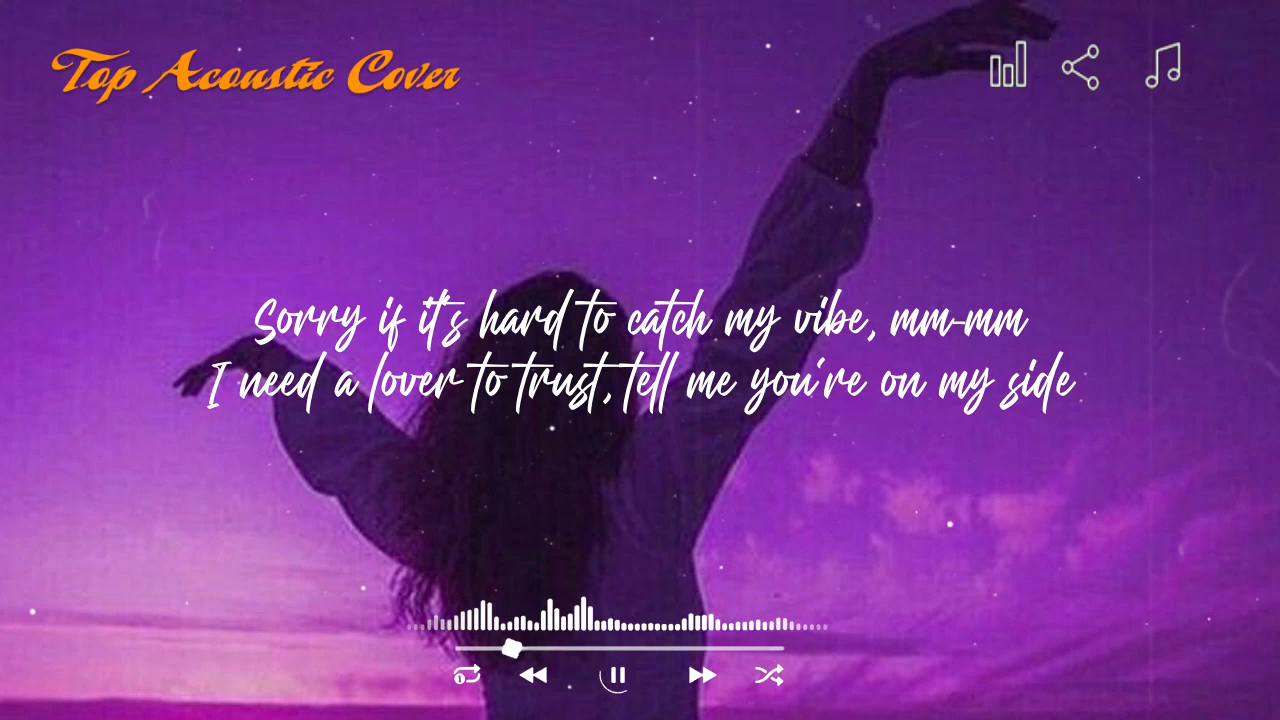 Top Acoustic Cover
Sorry if it's hard to catch my vibe, mm-mm
I need a lover to trust, tell me you're on my side
1